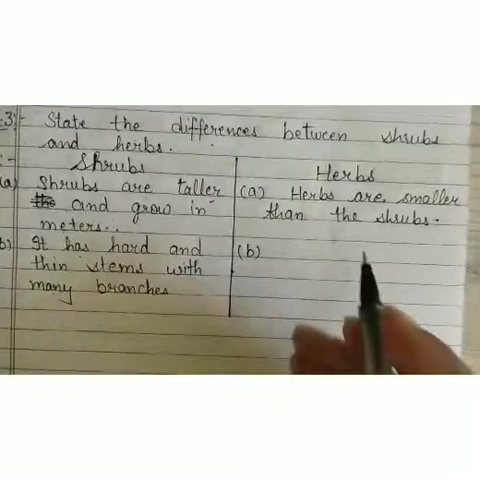 3:- State the differences between shrubs
and herbs.
:- Shrubs
Herbs
a) Shrubs are taller
the and grow in
meters..
b) It has hard and
thin stems with
many branches
(a) Herbs are smaller
than the shrubs.
(b)